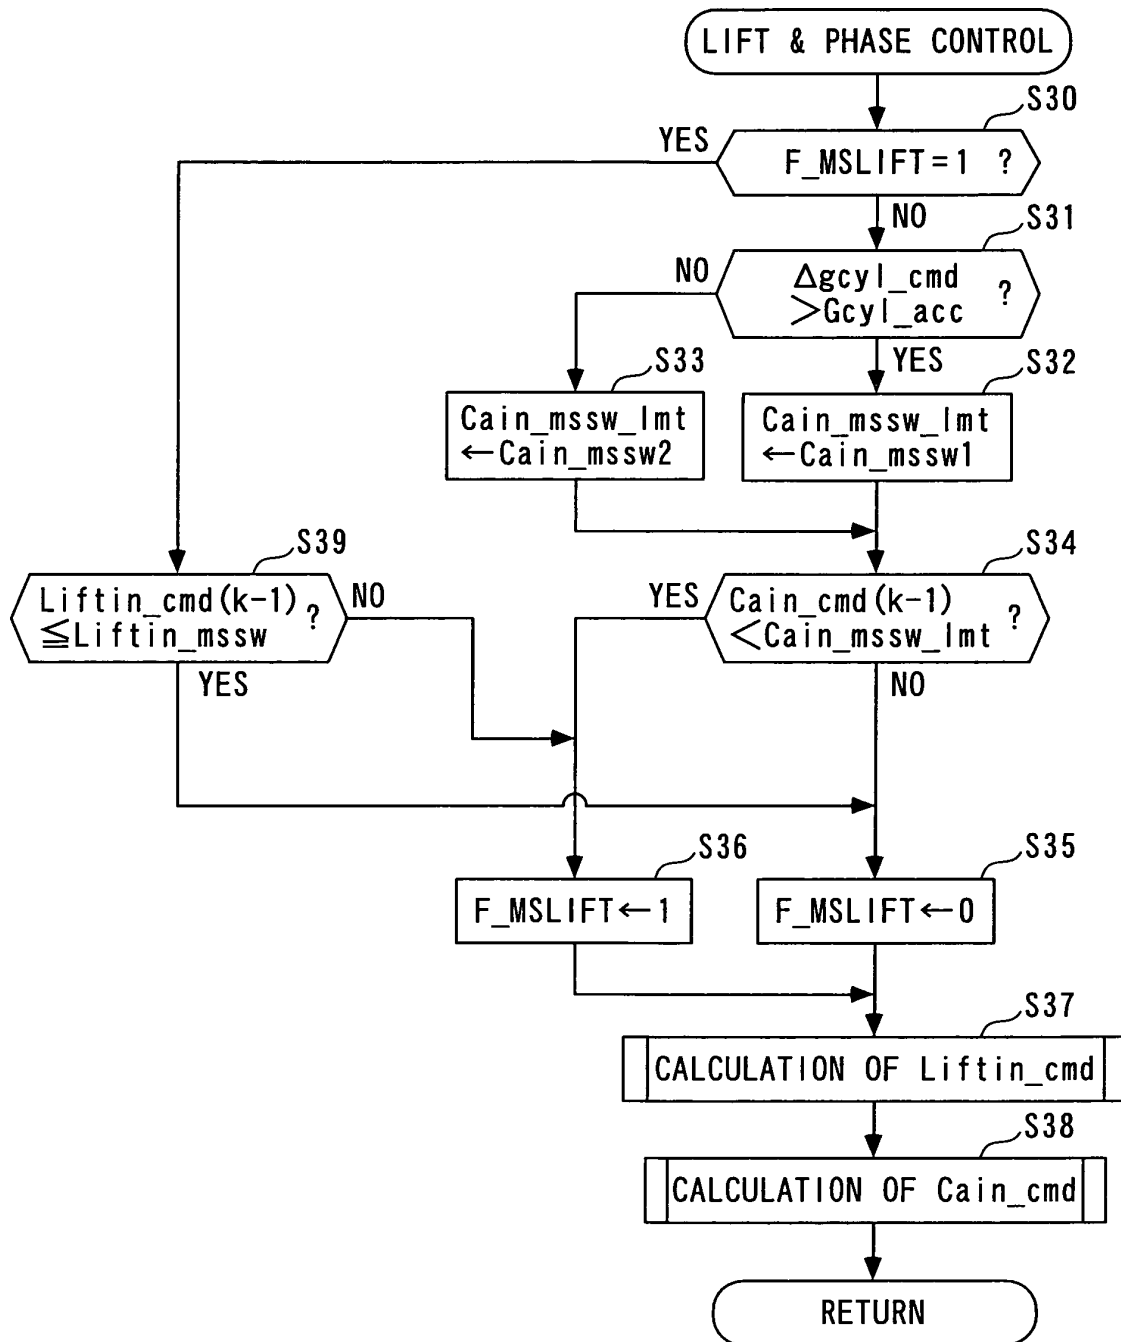 LIFT & PHASE CONTROL
S30
YES
F_MSLIFT=1 ?
NO
S31
NO
Δgcyl_cmd
>Gcyl_acc ?
YES
S33
S32
Cain_mssw_lmt
←Cain_mssw2
Cain_mssw_lmt
←Cain_mssw1
S39
S34
Liftin_cmd(k-1)
≦Liftin_mssw ?
NO
YES
YES
Cain_cmd(k-1)
<Cain_mssw_lmt ?
NO
S36
S35
F_MSLIFT←1
F_MSLIFT←0
S37
CALCULATION OF Liftin_cmd
S38
CALCULATION OF Cain_cmd
RETURN